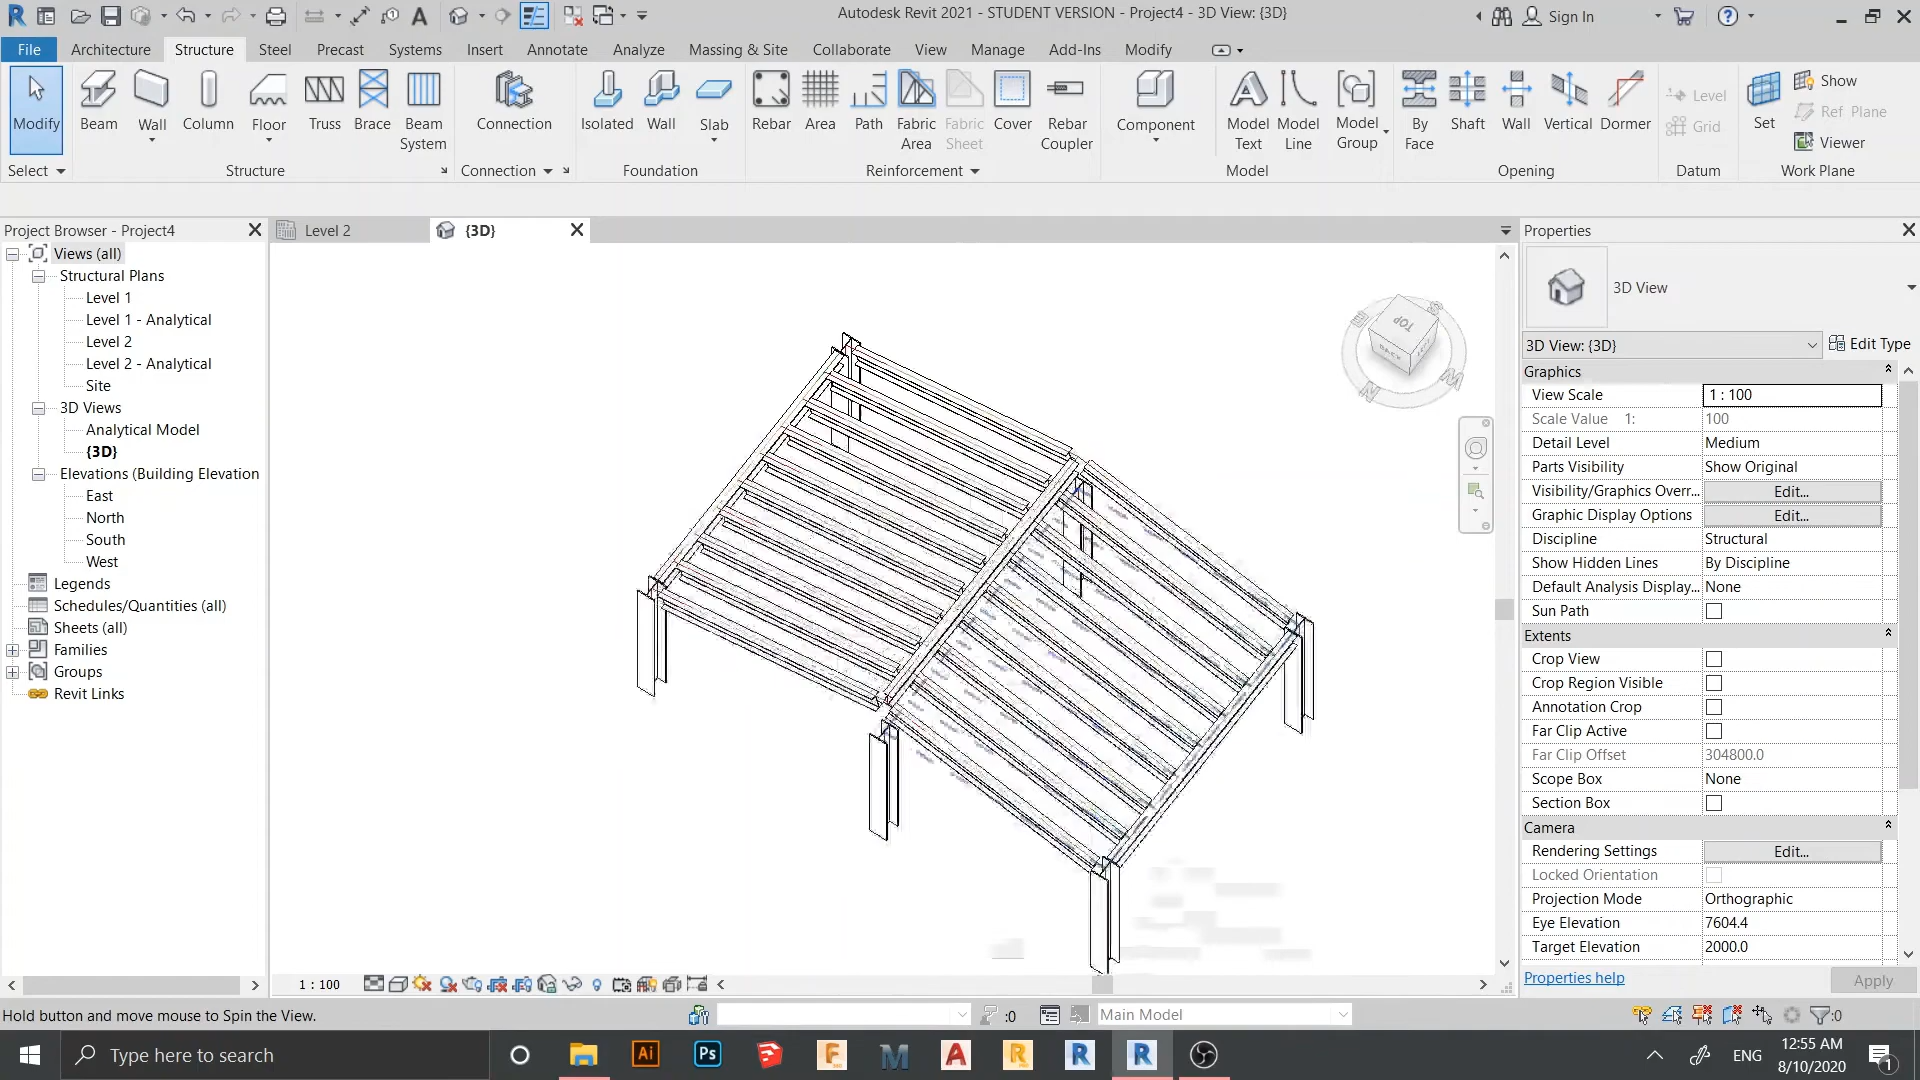 Autodesk Revit 2021 - STUDENT VERSION - Project4 - 3D View: {3D}
Sign In
File Architecture Structure Steel Precast Systems Insert Annotate Analyze Massing & Site Collaborate View Manage Add-Ins Modify
Modify Beam Wall Column Floor Truss Brace Beam System Connection Isolated Wall Slab Rebar Area Path Fabric Area Fabric Sheet Cover Rebar Coupler Component Model Text Model Line Model Group By Face Shaft Wall Vertical Dormer Level Grid Set Show Ref Plane Viewer
Select Structure Connection Foundation Reinforcement Model Opening Datum Work Plane
Project Browser - Project4
Views (all)
Structural Plans
Level 1
Level 1 - Analytical
Level 2
Level 2 - Analytical
Site
3D Views
Analytical Model
{3D}
Elevations (Building Elevation
East
North
South
West
Legends
Schedules/Quantities (all)
Sheets (all)
Families
Groups
Revit Links
Level 2
{3D}
TOP
BACK
N
W
S
E
1 : 100
Properties
3D View
3D View: {3D}
Edit Type
Graphics
View Scale 1 : 100
Scale Value 1: 100
Detail Level Medium
Parts Visibility Show Original
Visibility/Graphics Overr... Edit...
Graphic Display Options Edit...
Discipline Structural
Show Hidden Lines By Discipline
Default Analysis Display... None
Sun Path
Extents
Crop View
Crop Region Visible
Annotation Crop
Far Clip Active
Far Clip Offset 304800.0
Scope Box None
Section Box
Camera
Rendering Settings Edit...
Locked Orientation
Projection Mode Orthographic
Eye Elevation 7604.4
Target Elevation 2000.0
Properties help
Apply
Hold button and move mouse to Spin the View.
:0
Main Model
:0
Type here to search
Ai
Ps
ENG
12:55 AM
8/10/2020
1